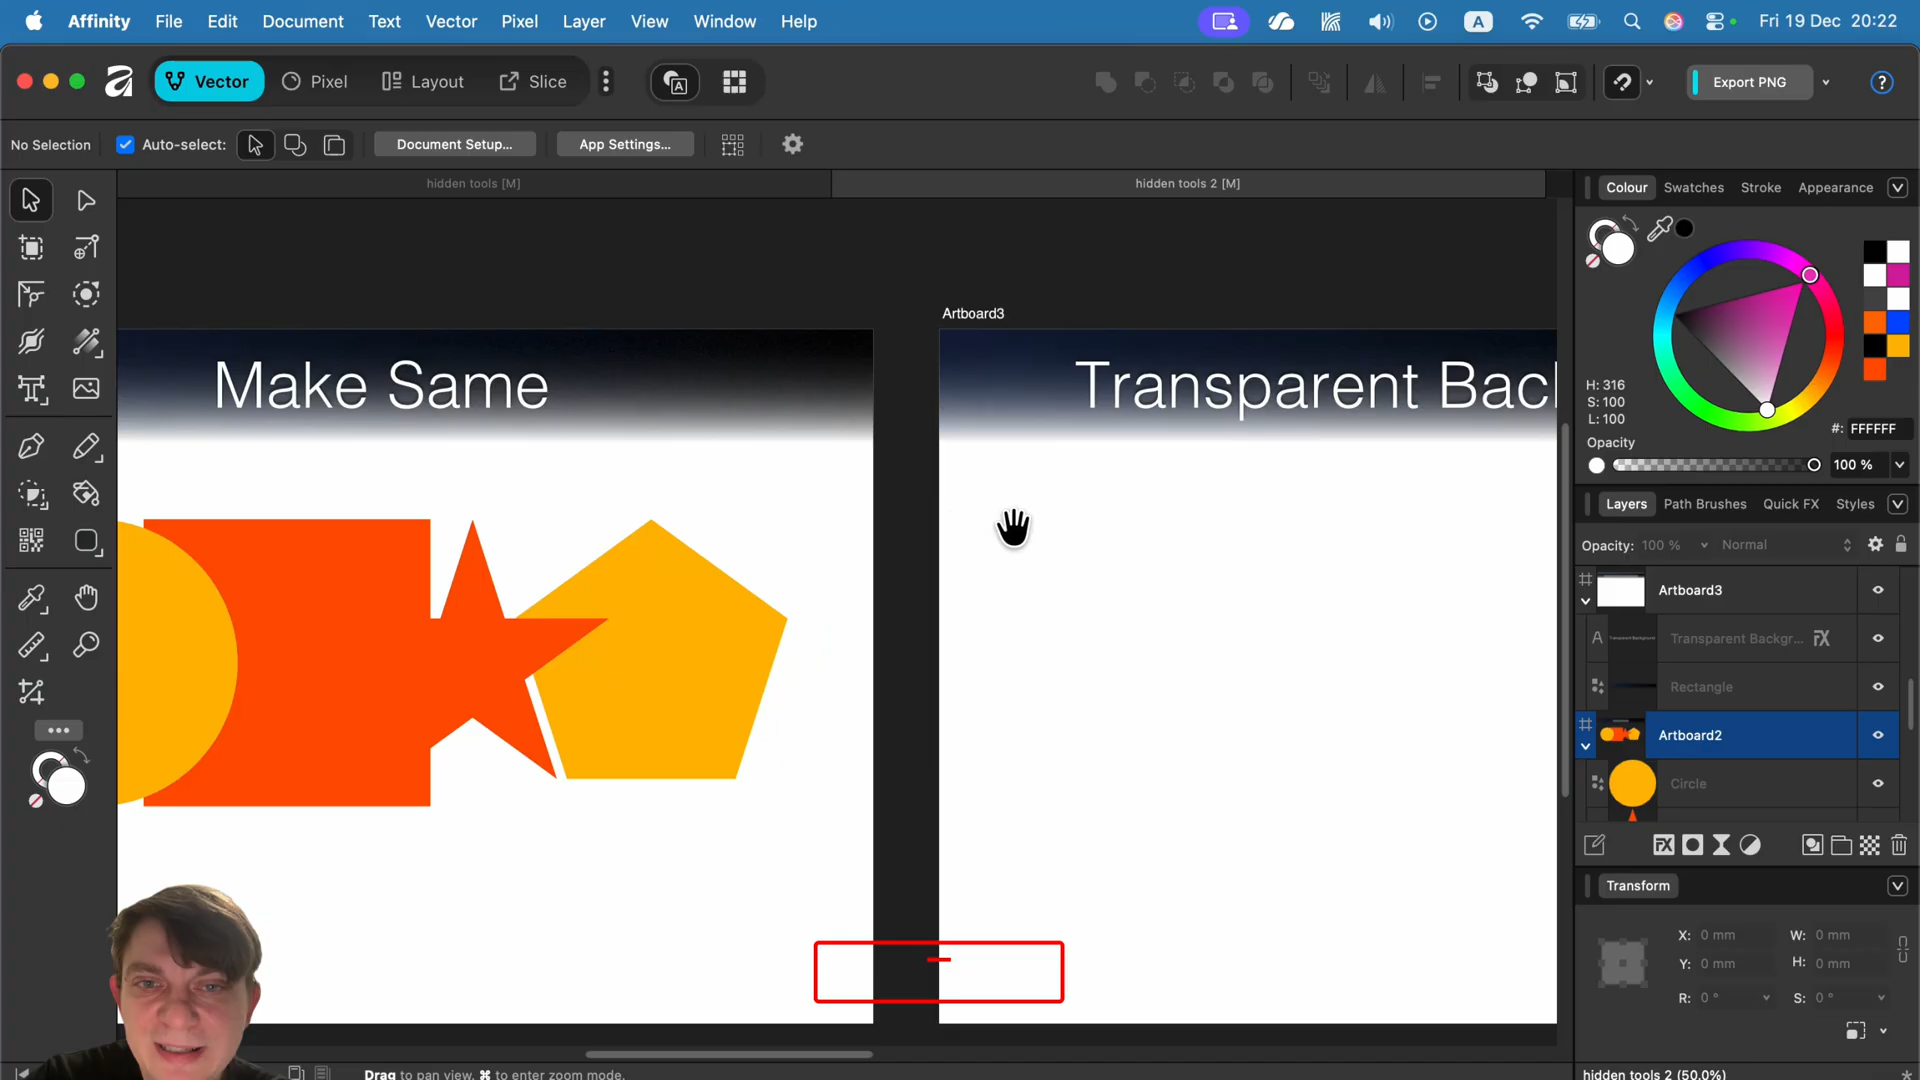 Affinity File Edit Document Text Vector Pixel Layer View Window Help A Fri 19 Dec 20:22
Vector Pixel Layout Slice A Export PNG ?
No Selection Auto-select: Document Setup... App Settings...
hidden tools [M] hidden tools 2 [M]
Colour Swatches Stroke Appearance
Artboard3
Make Same
Transparent Back
H: 316
S: 100
L: 100
#: FFFFFF
Opacity
100 %
Layers Path Brushes Quick FX Styles
Opacity: 100 % Normal
Artboard3
A Transparent Backgr... FX
Rectangle
Artboard2
Circle
FX
Transform
X: 0 mm W: 0 mm
Y: 0 mm H: 0 mm
R: 0 ° S: 0 °
Drag to pan view. ⌘ to enter zoom mode.
hidden tools 2 (50.0%)